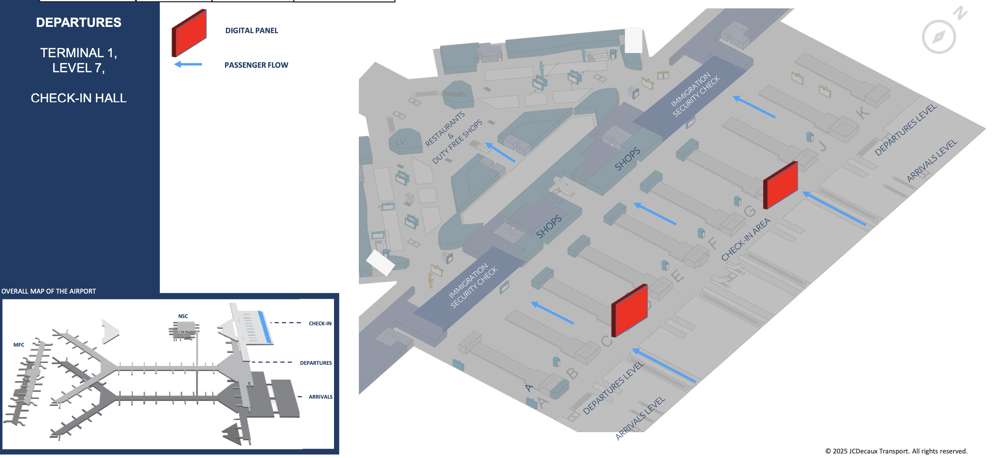 DEPARTURES
TERMINAL 1,
LEVEL 7,
CHECK-IN HALL
DIGITAL PANEL
PASSENGER FLOW
N
CHANEL
LV
RESTAURANTS
&
DUTY FREE SHOPS
IMMIGRATION
SECURITY CHECK
SHOPS
SHOPS
IMMIGRATION
SECURITY CHECK
K
J
G
F
E
D
C
B
A
A
DEPARTURES LEVEL
ARRIVALS LEVEL
CHECK-IN AREA
DEPARTURES LEVEL
ARRIVALS LEVEL
OVERALL MAP OF THE AIRPORT
NSC
MFC
CHECK-IN
DEPARTURES
ARRIVALS
© 2025 JCDecaux Transport. All rights reserved.